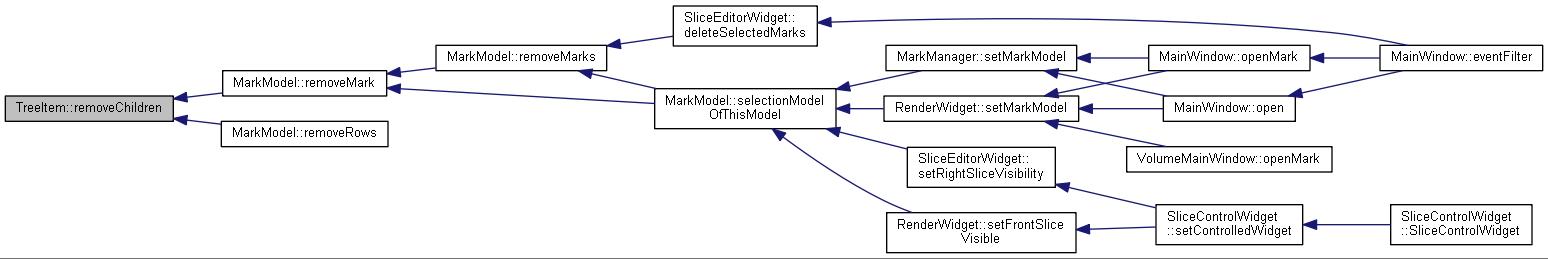 TreeItem::removeChildren
MarkModel::removeMark
MarkModel::removeRows
MarkModel::removeMarks
SliceEditorWidget::
deleteSelectedMarks
MarkModel::selectionModel
OfThisModel
MarkManager::setMarkModel
RenderWidget::setMarkModel
SliceEditorWidget::
setRightSliceVisibility
RenderWidget::setFrontSlice
Visible
MainWindow::openMark
MainWindow::open
VolumeMainWindow::openMark
SliceControlWidget
::setControlledWidget
MainWindow::eventFilter
SliceControlWidget
::SliceControlWidget